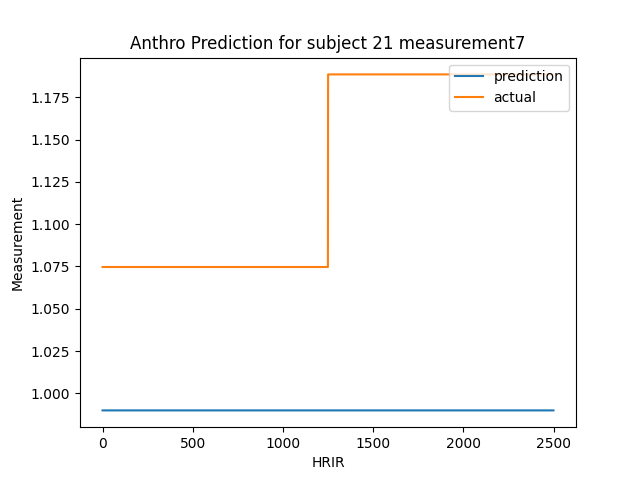 Anthro Prediction for subject 21 measurement7
prediction
actual
1.175
1.150
1.125
1.100
1.075
1.050
1.025
1.000
Measurement
0 500 1000 1500 2000 2500
HRIR